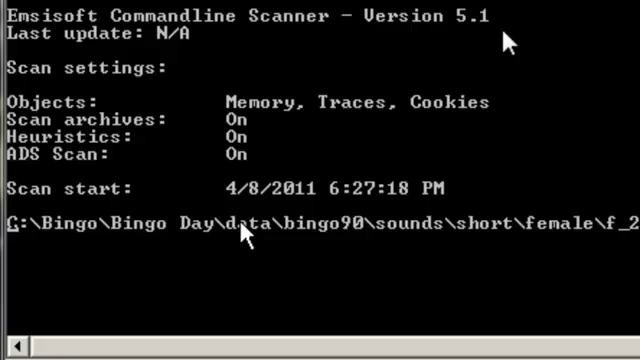 Emsisoft Commandline Scanner - Version 5.1
Last update: N/A
Scan settings:
Objects: Memory, Traces, Cookies
Scan archives: On
Heuristics: On
ADS Scan: On
Scan start: 4/8/2011 6:27:18 PM
C:\Bingo\Bingo Day\data\bingo90\sounds\short\female\f_2